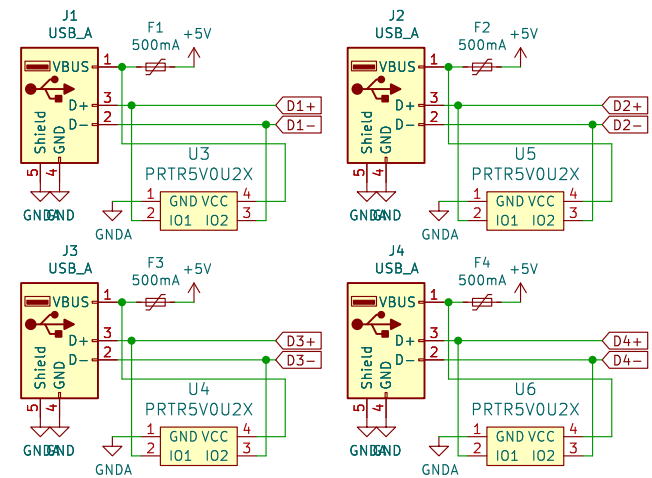 J1
USB_A
F1
500mA
+5V
VBUS
1
D+
3
D1+
D-
2
D1-
Shield
GND
5
4
GNDA
GND
U3
PRTR5V0U2X
1
GND
VCC
4
2
IO1
IO2
3
GNDA
J2
USB_A
F2
500mA
+5V
VBUS
1
D+
3
D2+
D-
2
D2-
Shield
GND
5
4
GNDA
GND
U5
PRTR5V0U2X
1
GND
VCC
4
2
IO1
IO2
3
GNDA
J3
USB_A
F3
500mA
+5V
VBUS
1
D+
3
D3+
D-
2
D3-
Shield
GND
5
4
GNDA
GND
U4
PRTR5V0U2X
1
GND
VCC
4
2
IO1
IO2
3
GNDA
J4
USB_A
F4
500mA
+5V
VBUS
1
D+
3
D4+
D-
2
D4-
Shield
GND
5
4
GNDA
GND
U6
PRTR5V0U2X
1
GND
VCC
4
2
IO1
IO2
3
GNDA